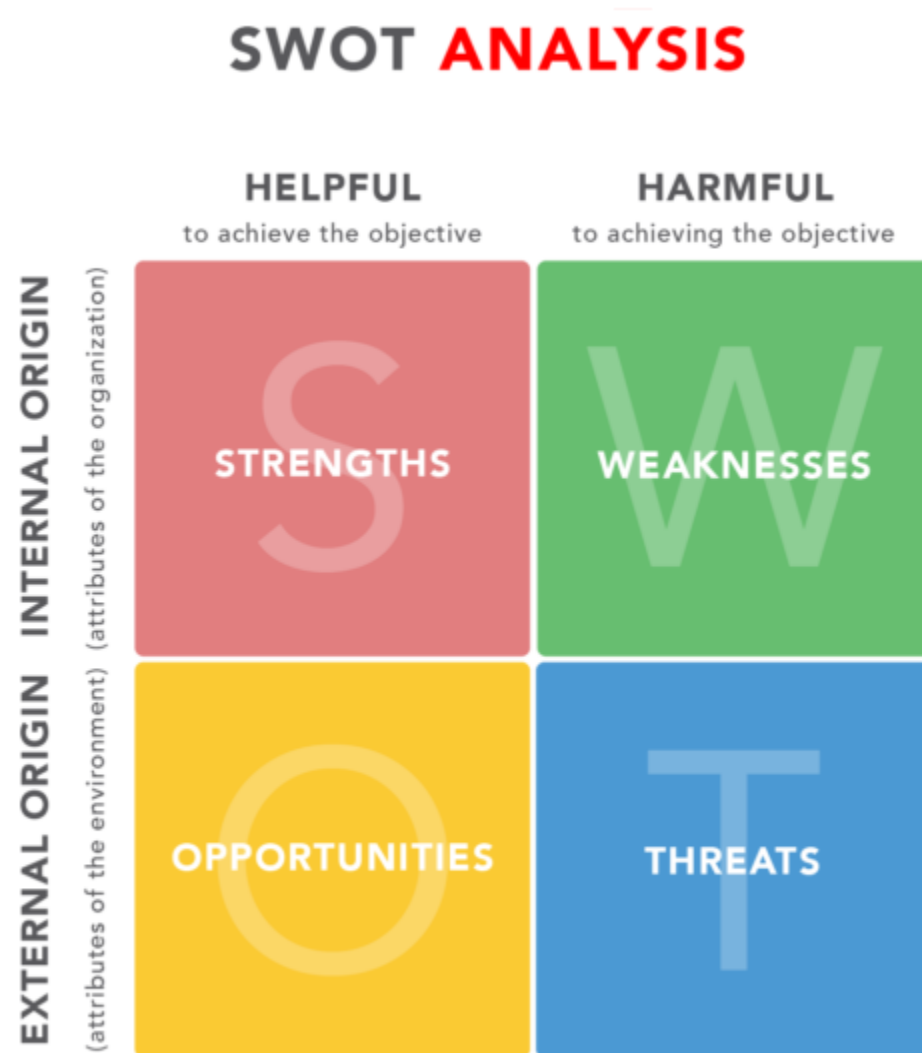 SWOT ANALYSIS
HELPFUL
to achieve the objective
HARMFUL
to achieving the objective
INTERNAL ORIGIN
(attributes of the organization)
S
STRENGTHS
W
WEAKNESSES
EXTERNAL ORIGIN
(attributes of the environment)
O
OPPORTUNITIES
T
THREATS